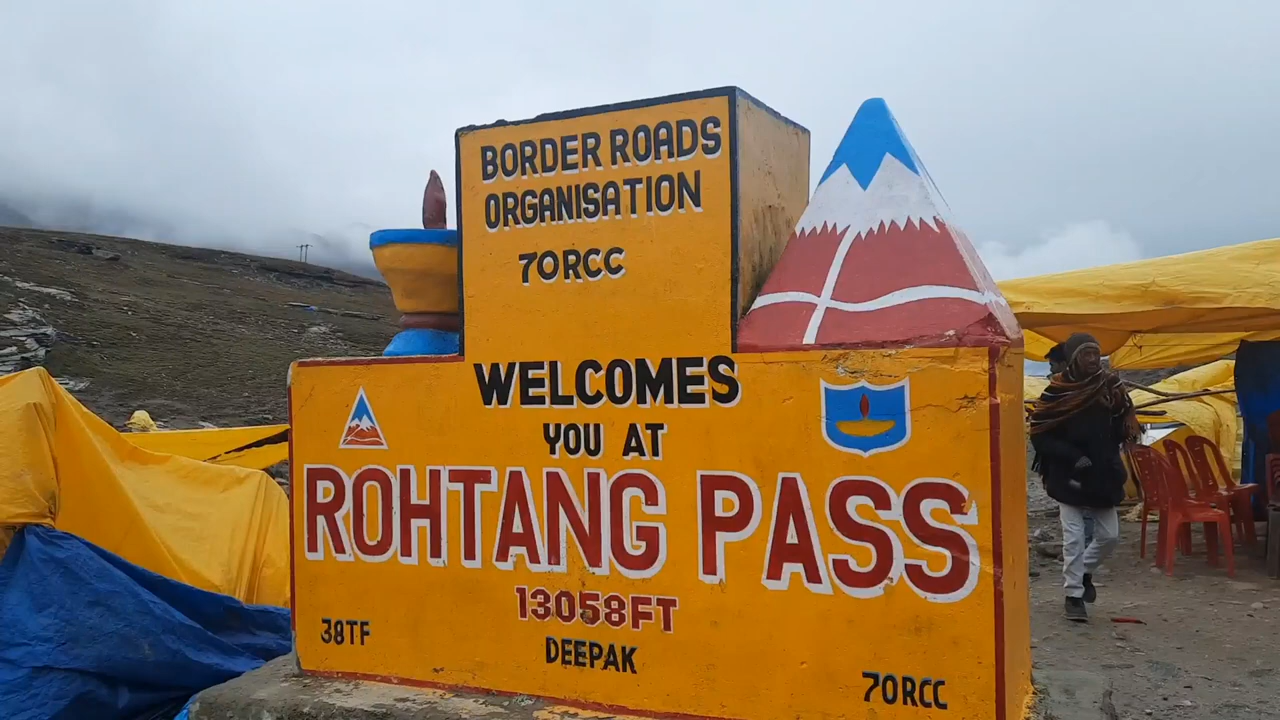 BORDER ROADS
ORGANISATION
70RCC
WELCOMES
YOU AT
ROHTANG PASS
13058FT
38TF
DEEPAK
70RCC